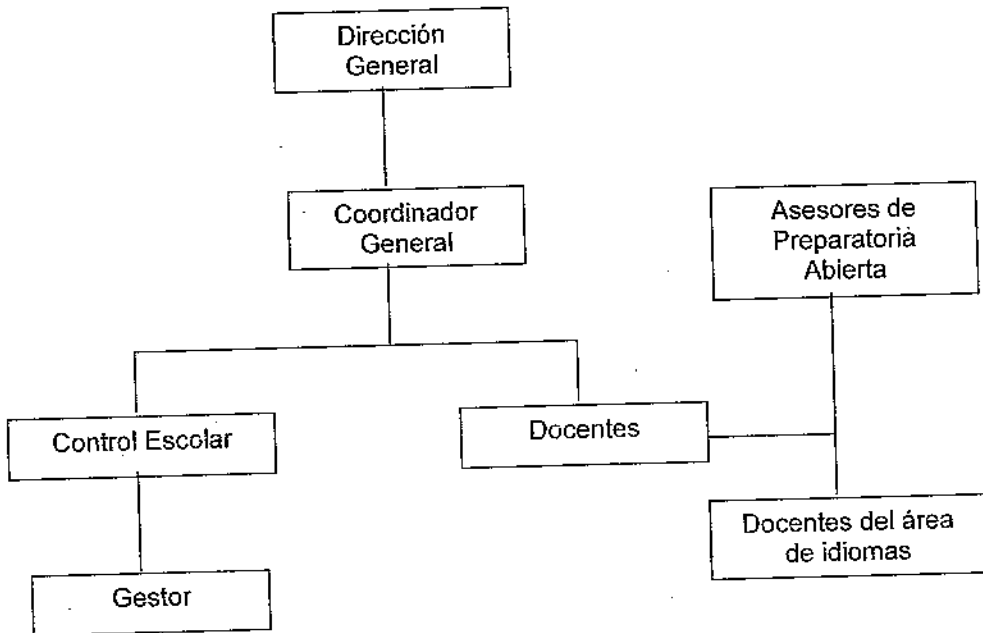 Dirección
General
Coordinador
General
Asesores de
Preparatoria
Abierta
Control Escolar
Docentes
Docentes del área
de idiomas
Gestor